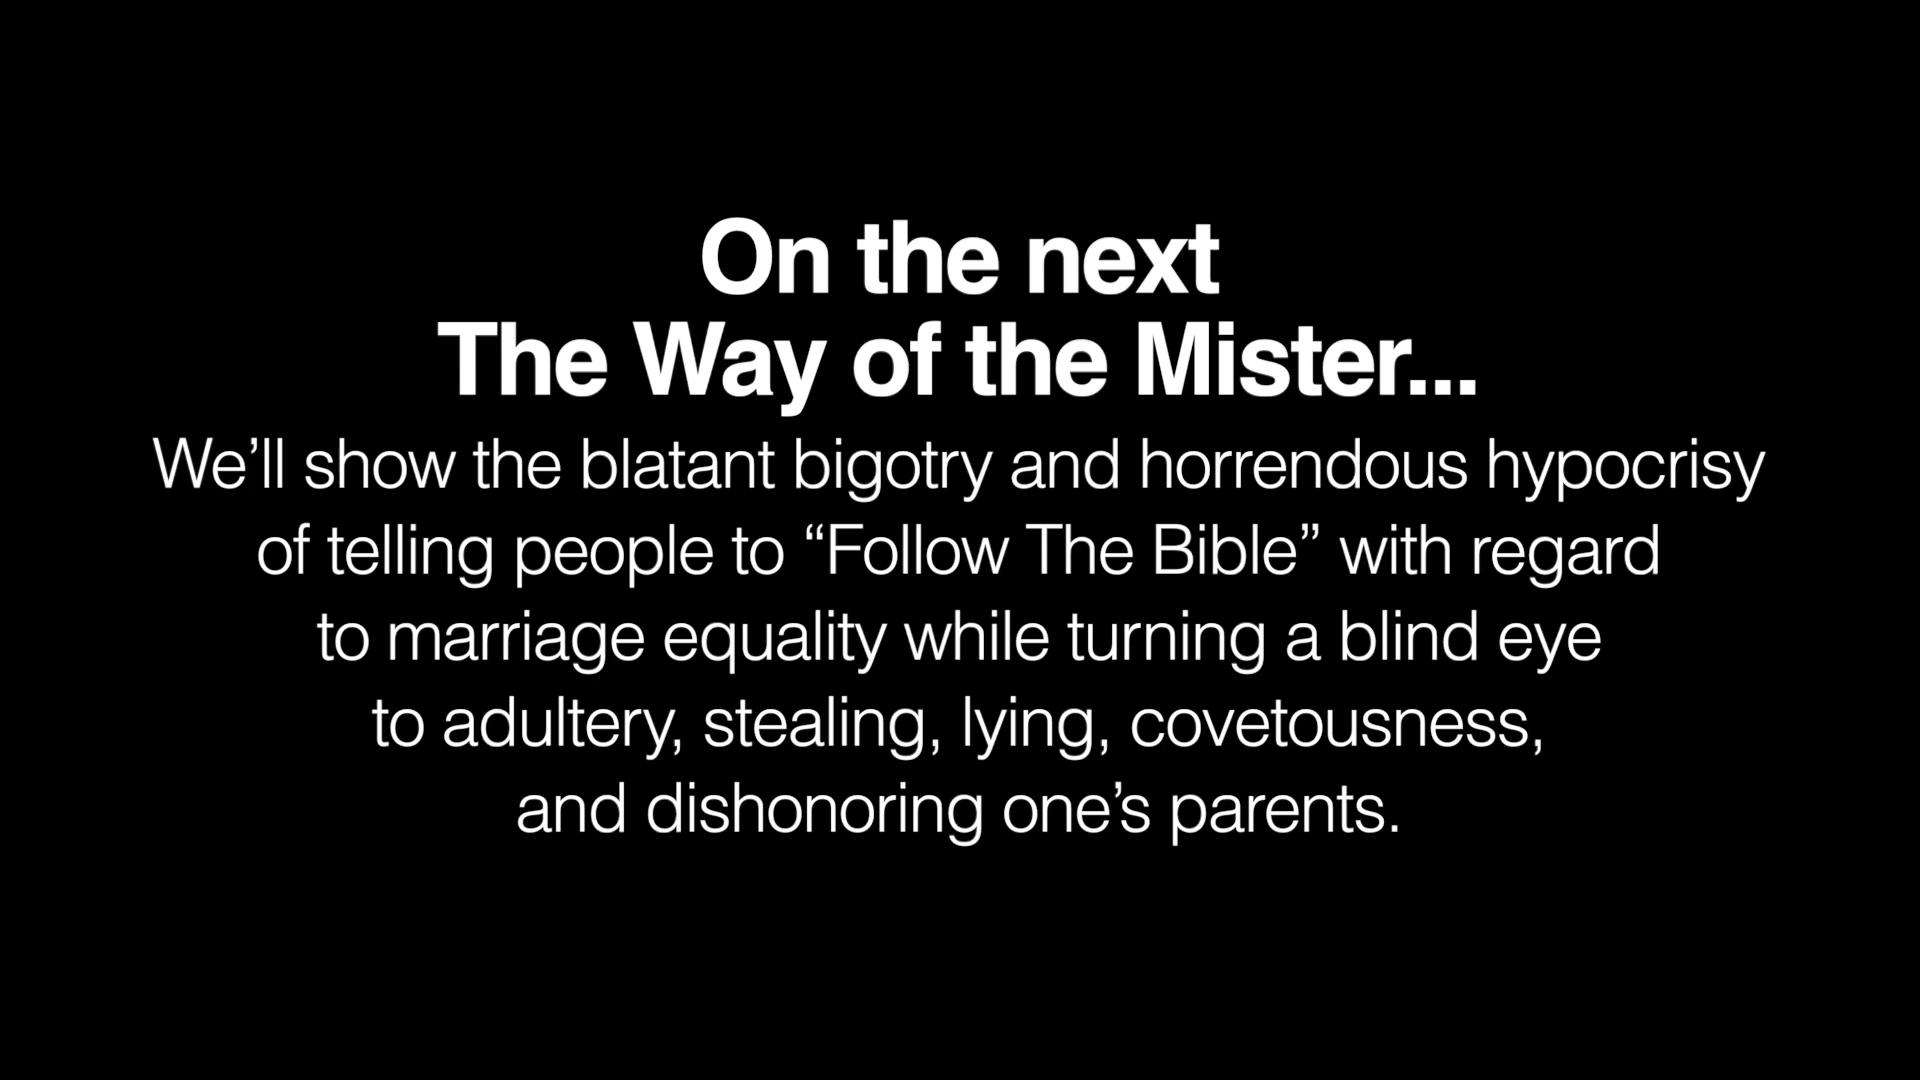 On the next
The Way of the Mister...
We’ll show the blatant bigotry and horrendous hypocrisy
of telling people to “Follow The Bible” with regard
to marriage equality while turning a blind eye
to adultery, stealing, lying, covetousness,
and dishonoring one’s parents.